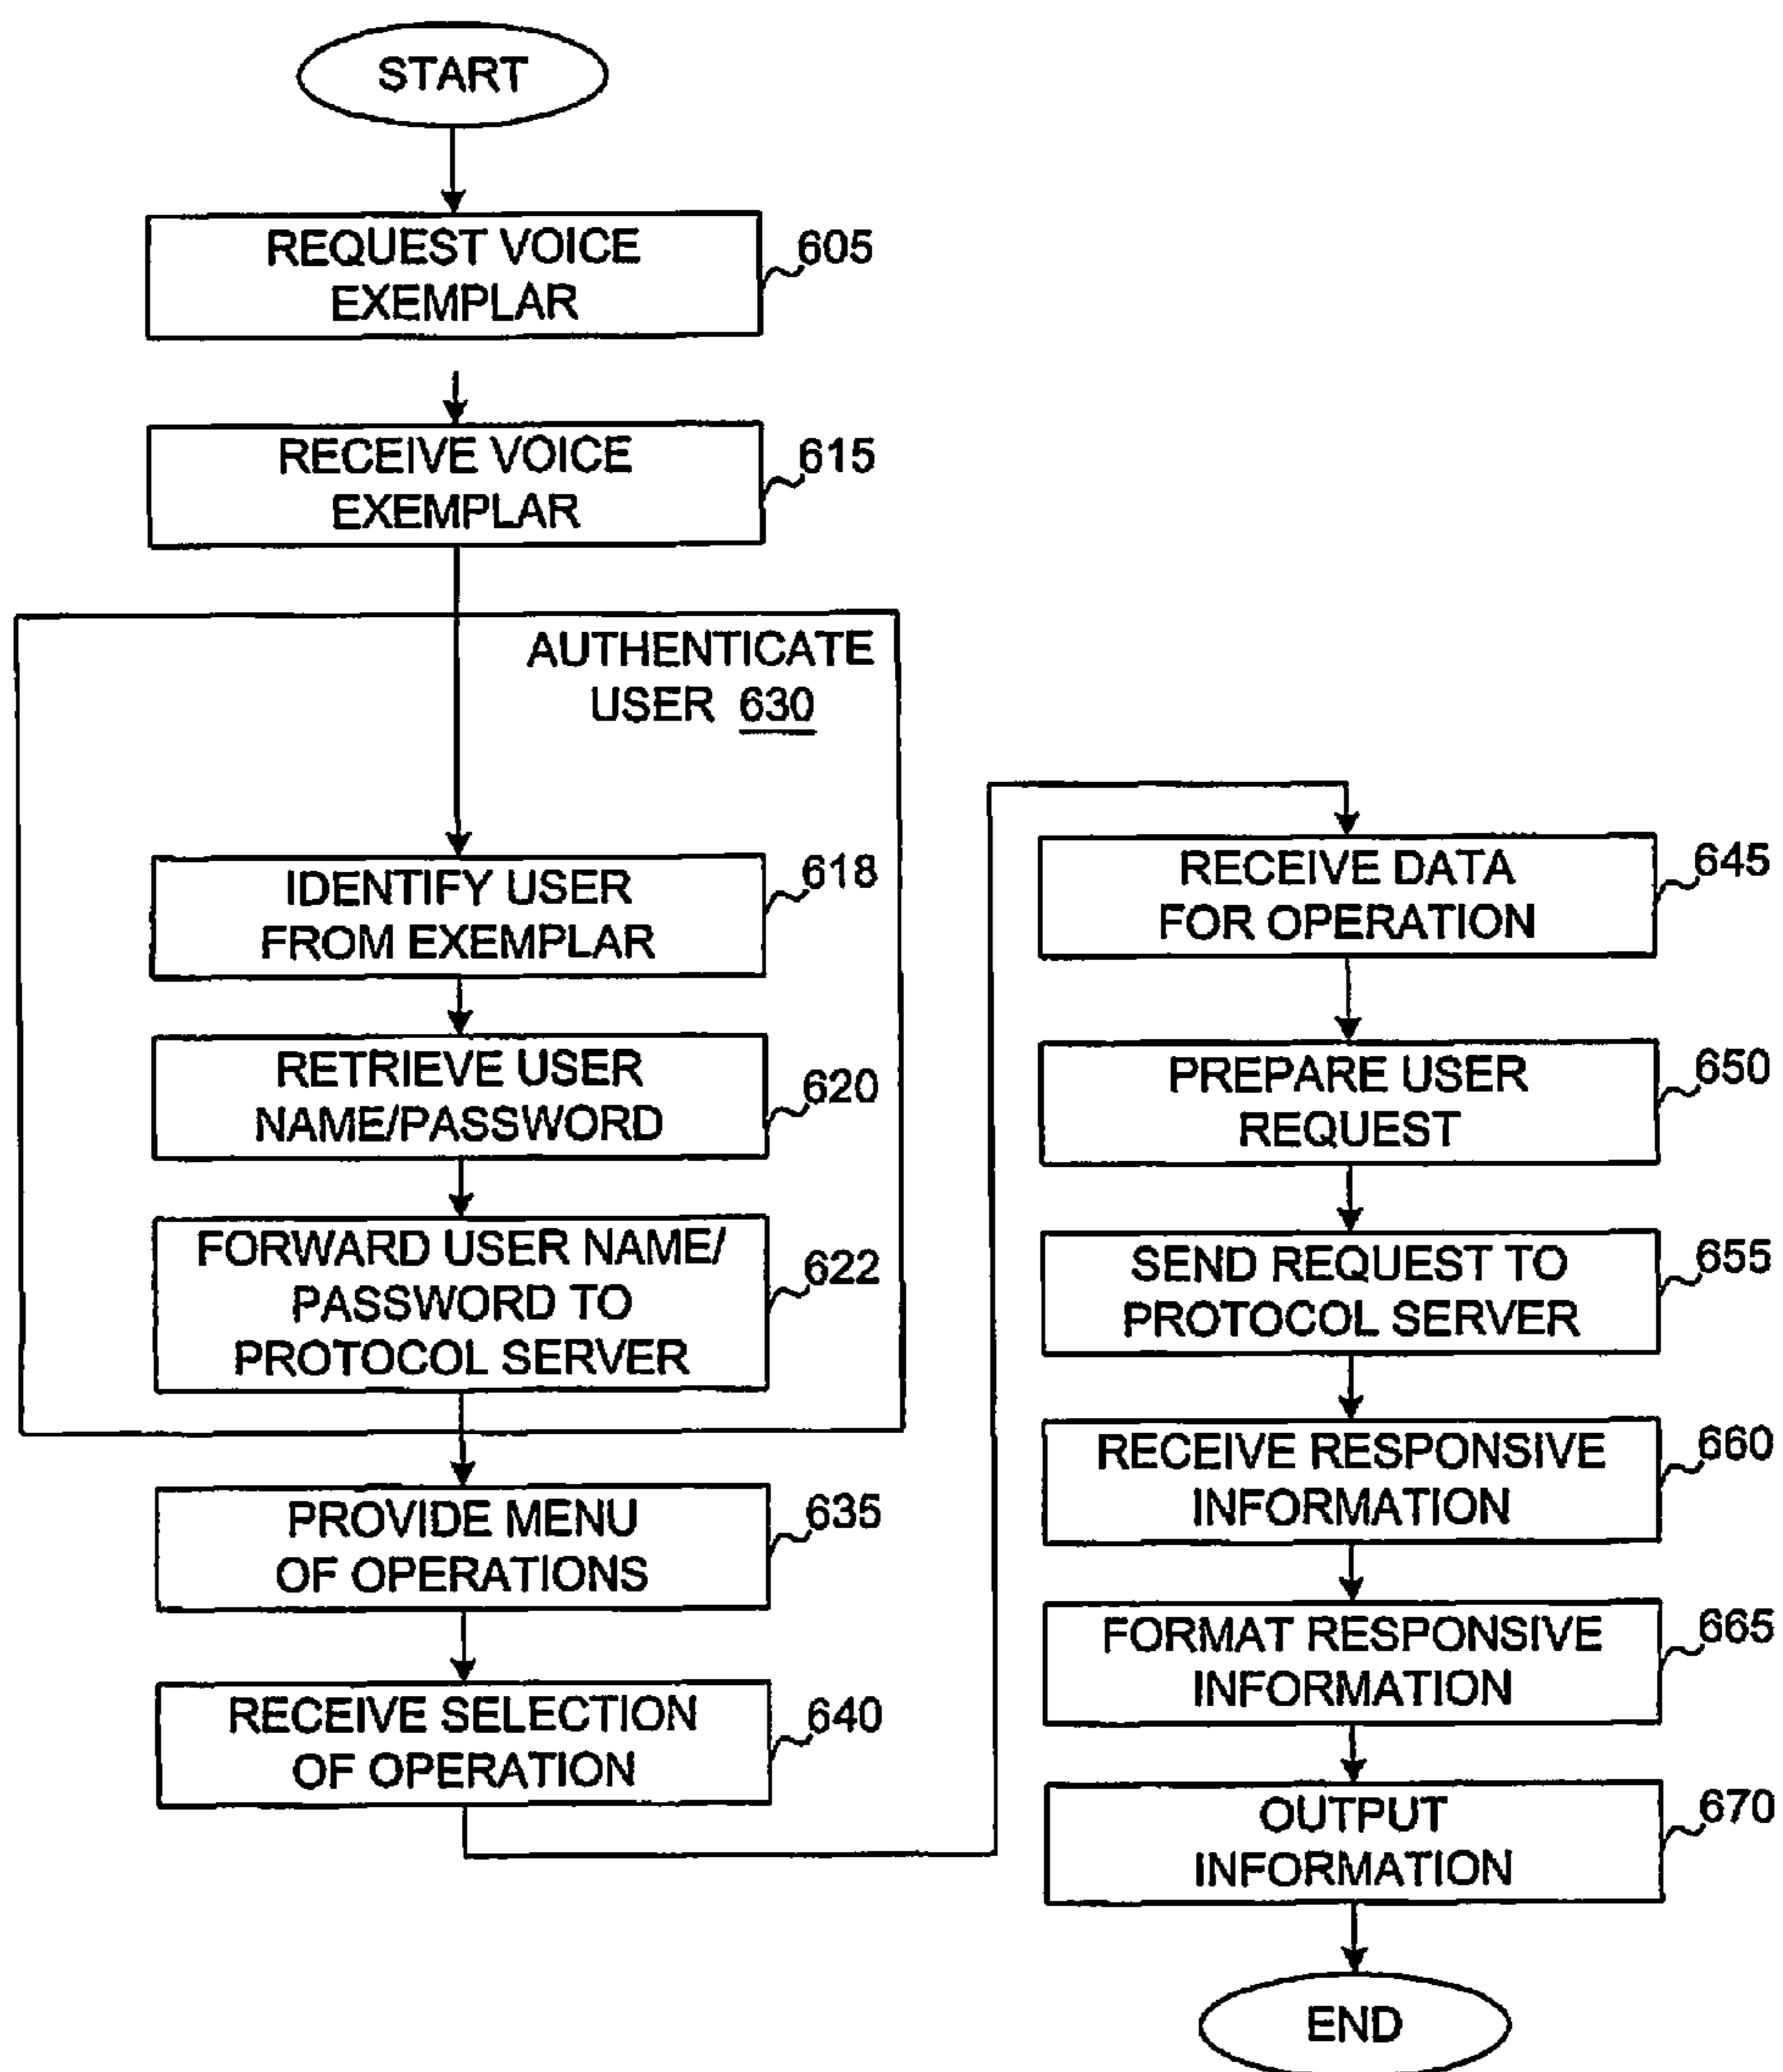 START
REQUEST VOICE
EXEMPLAR
605
RECEIVE VOICE
EXEMPLAR
615
AUTHENTICATE
USER 630
IDENTIFY USER
FROM EXEMPLAR
618
RETRIEVE USER
NAME/PASSWORD
620
FORWARD USER NAME/
PASSWORD TO
PROTOCOL SERVER
622
PROVIDE MENU
OF OPERATIONS
635
RECEIVE SELECTION
OF OPERATION
640
RECEIVE DATA
FOR OPERATION
645
PREPARE USER
REQUEST
650
SEND REQUEST TO
PROTOCOL SERVER
655
RECEIVE RESPONSIVE
INFORMATION
660
FORMAT RESPONSIVE
INFORMATION
665
OUTPUT
INFORMATION
670
END